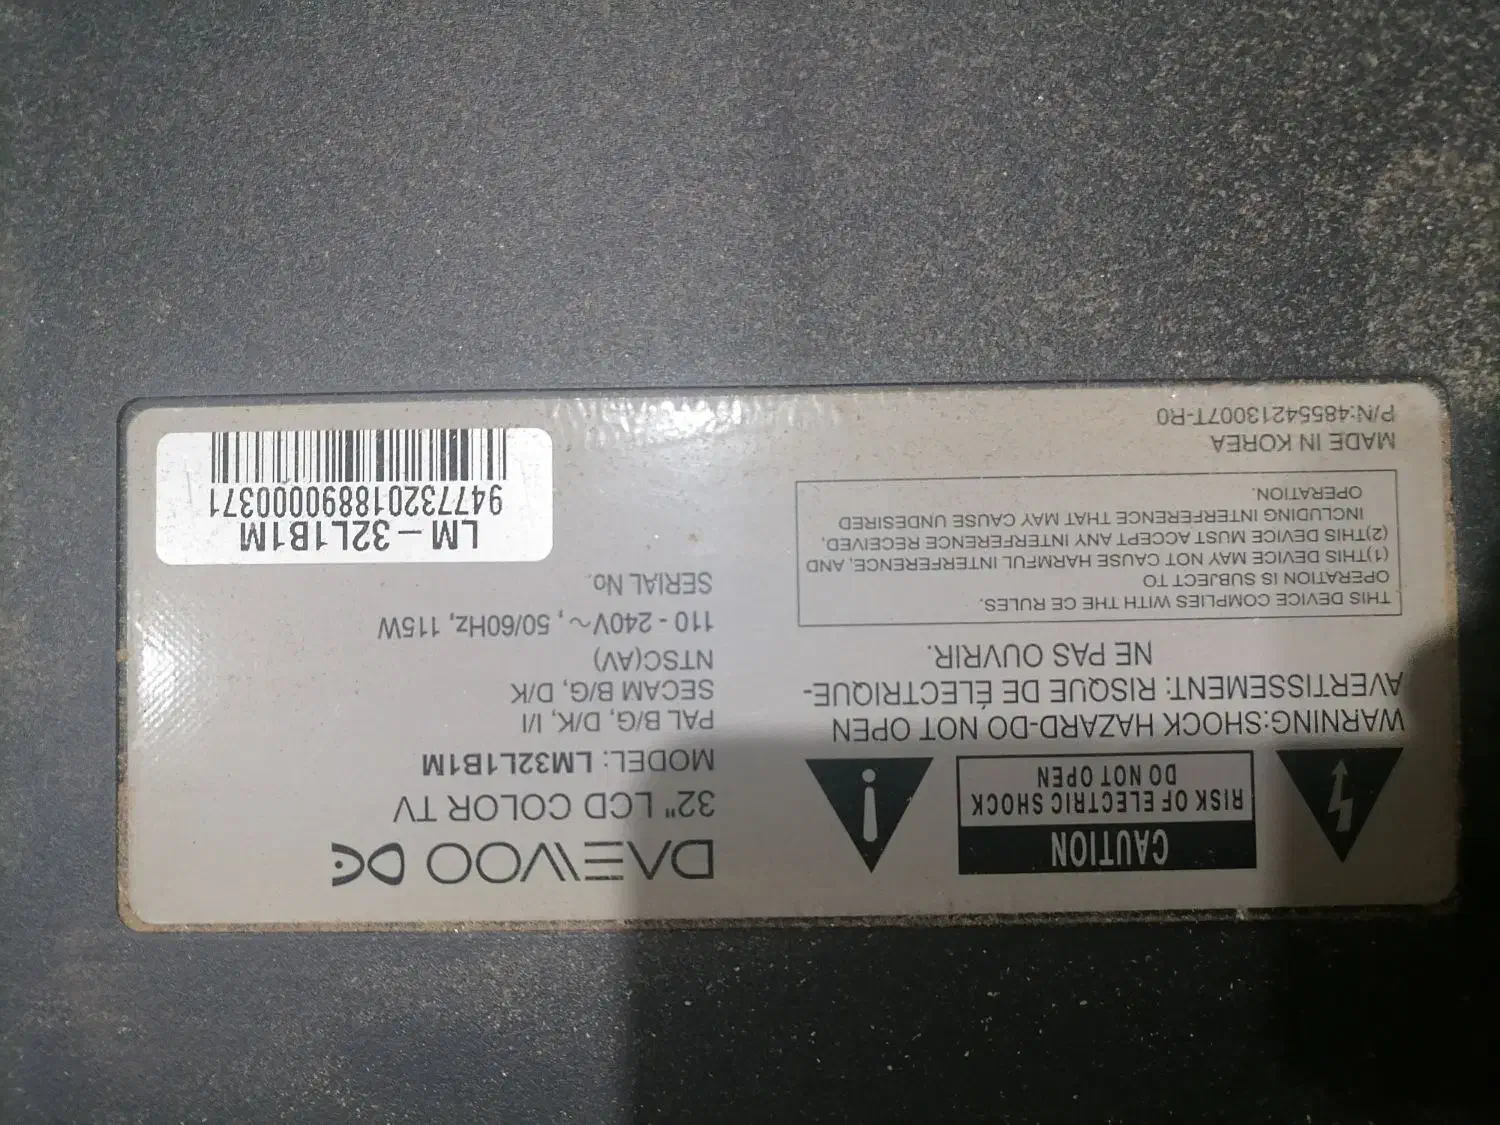 CAUTION
RISK OF ELECTRIC SHOCK
DO NOT OPEN
WARNING:SHOCK HAZARD-DO NOT OPEN
AVERTISSEMENT: RISQUE DE ÉLECTRIQUE-
NE PAS OUVRIR.
THIS DEVICE COMPLIES WITH THE CE RULES.
OPERATION IS SUBJECT TO
(1)THIS DEVICE MAY NOT CAUSE HARMFUL INTERFERENCE, AND
(2)THIS DEVICE MUST ACCEPT ANY INTERFERENCE RECEIVED,
INCLUDING INTERFERENCE THAT MAY CAUSE UNDESIRED
OPERATION.
MADE IN KOREA
P/N:48554213007T-R0
DAEWOO
32" LCD COLOR TV
MODEL: LM32L1B1M
PAL B/G, D/K, I/I
SECAM B/G, D/K
NTSC(AV)
110 - 240V~, 50/60Hz, 115W
SERIAL No.
LM-32L1B1M
9477320188900000371